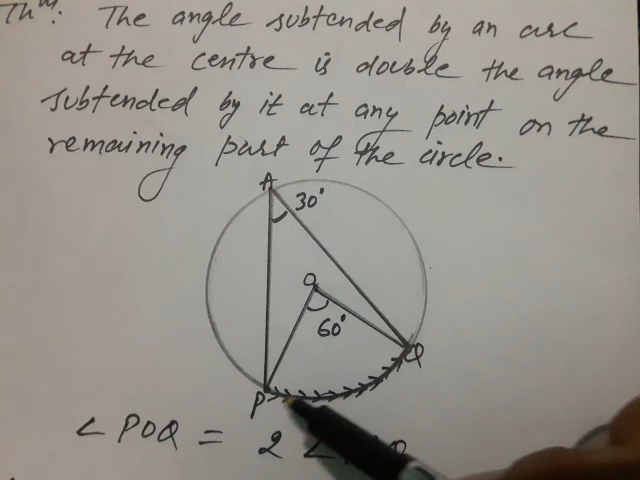 Thm: The angle subtended by an arc
at the centre is double the angle
subtended by it at any point on the
remaining part of the circle.
A
30°
O
60°
Q
P
∠POQ = 2 ∠